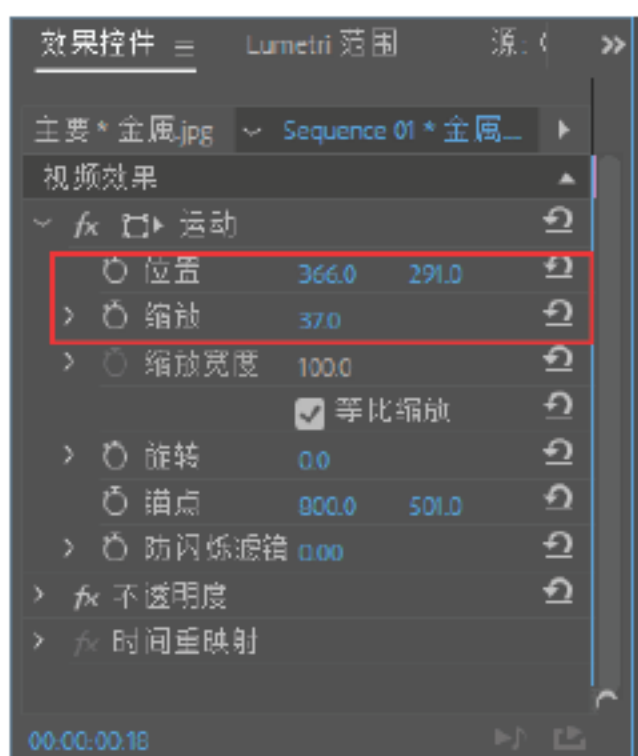 效果控件 Lumetri 范围 源:
主要*金属.jpg Sequence 01*金属...
视频效果
fx 运动
位置 366.0 291.0
缩放 37.0
缩放宽度 100.0
等比缩放
旋转 0.0
锚点 800.0 501.0
防闪烁滤镜 0.00
fx 不透明度
fx 时间重映射
00:00:00:18